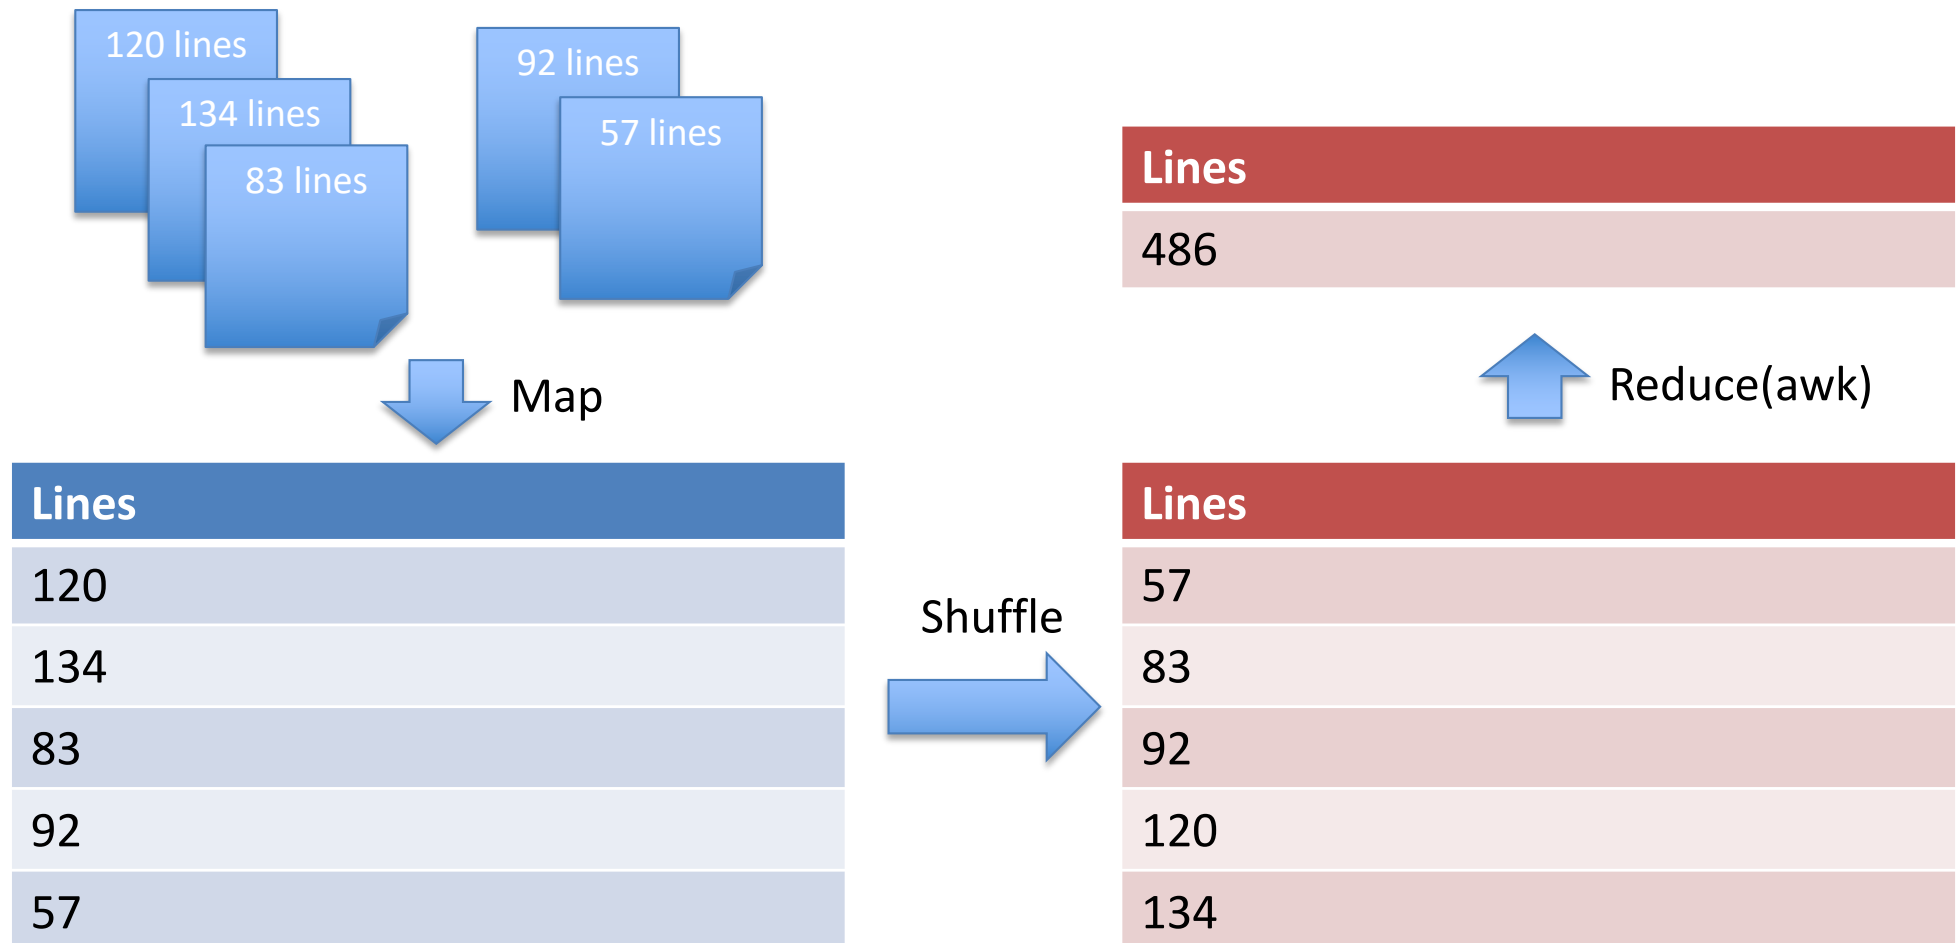 120 lines
134 lines
83 lines
92 lines
57 lines
Map
Lines
120
134
83
92
57
Shuffle
Lines
57
83
92
120
134
Reduce(awk)
Lines
486